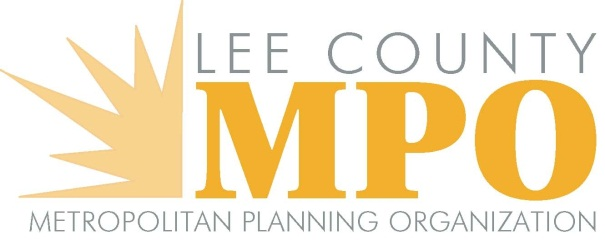 LEE COUNTY
MPO
METROPOLITAN PLANNING ORGANIZATION